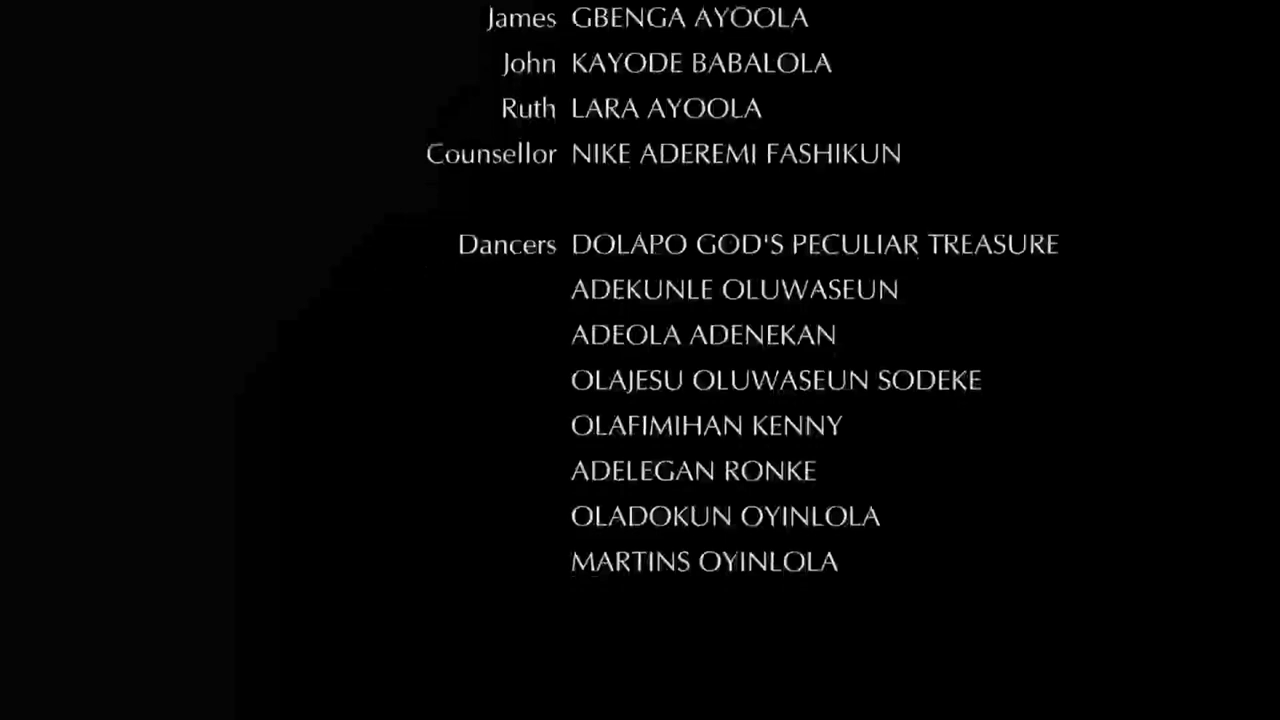 James GBENGA AYOOLA
John KAYODE BABALOLA
Ruth LARA AYOOLA
Counsellor NIKE ADEREMI FASHIKUN
Dancers DOLAPO GOD'S PECULIAR TREASURE
ADEKUNLE OLUWASEUN
ADEOLA ADENEKAN
OLAJESU OLUWASEUN SODEKE
OLAFIMIHAN KENNY
ADELEGAN RONKE
OLADOKUN OYINLOLA
MARTINS OYINLOLA